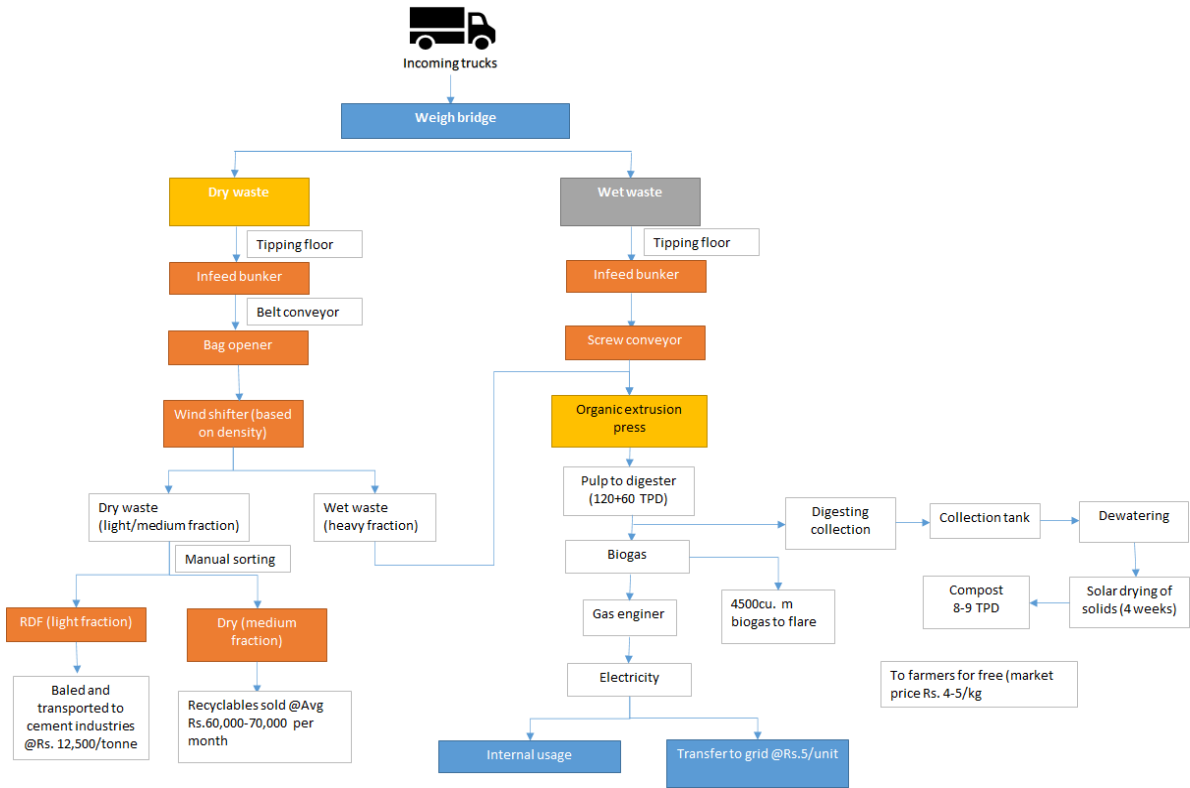 Incoming trucks
Weigh bridge
Dry waste
Wet waste
Tipping floor
Tipping floor
Infeed bunker
Infeed bunker
Belt conveyor
Bag opener
Screw conveyor
Wind shifter (based
on density)
Organic extrusion
press
Pulp to digester
(120+60 TPD)
Dry waste
(light/medium fraction)
Wet waste
(heavy fraction)
Digesting
collection
Collection tank
Dewatering
Manual sorting
Biogas
Solar drying of
solids (4 weeks)
Compost
8-9 TPD
4500cu. m
biogas to flare
Gas enginer
RDF (light fraction)
Dry (medium
fraction)
Electricity
To farmers for free (market
price Rs. 4-5/kg
Baled and
transported to
cement industries
@Rs. 12,500/tonne
Recyclables sold @Avg
Rs.60,000-70,000 per
month
Internal usage
Transfer to grid @Rs.5/unit